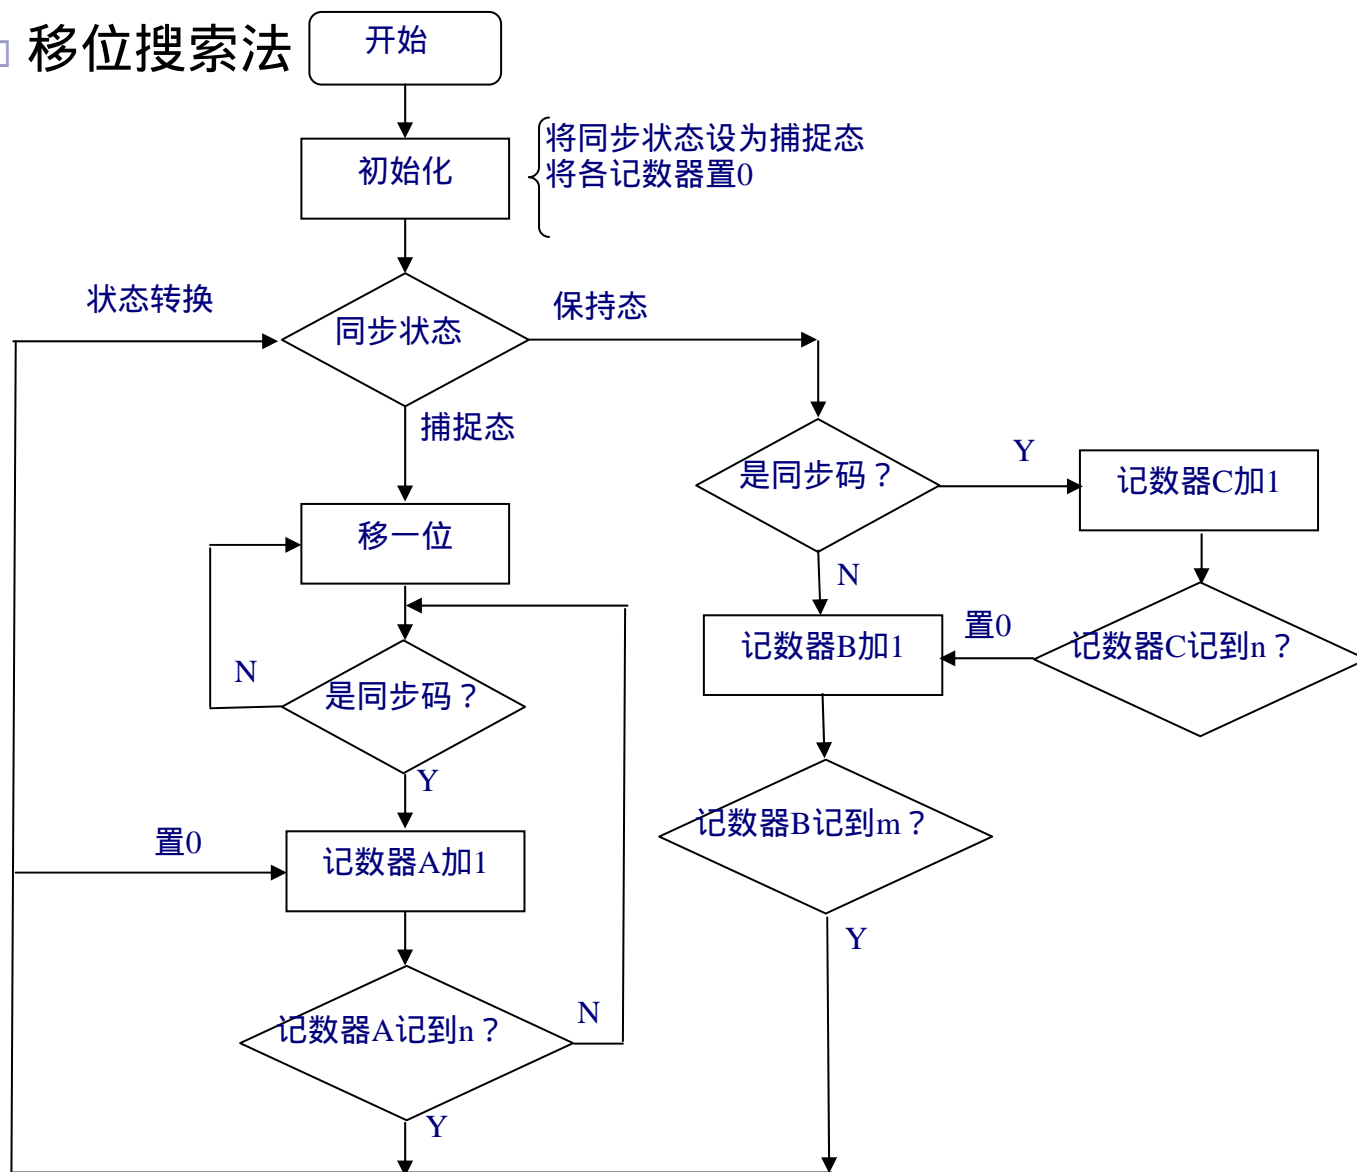 移位搜索法
开始
初始化
将同步状态设为捕捉态
将各记数器置0
状态转换
同步状态
保持态
捕捉态
是同步码？
Y
记数器C加1
移一位
N
记数器B加1
置0
记数器C记到n？
N
是同步码？
Y
置0
记数器A加1
记数器B记到m？
Y
记数器A记到n？
N
Y